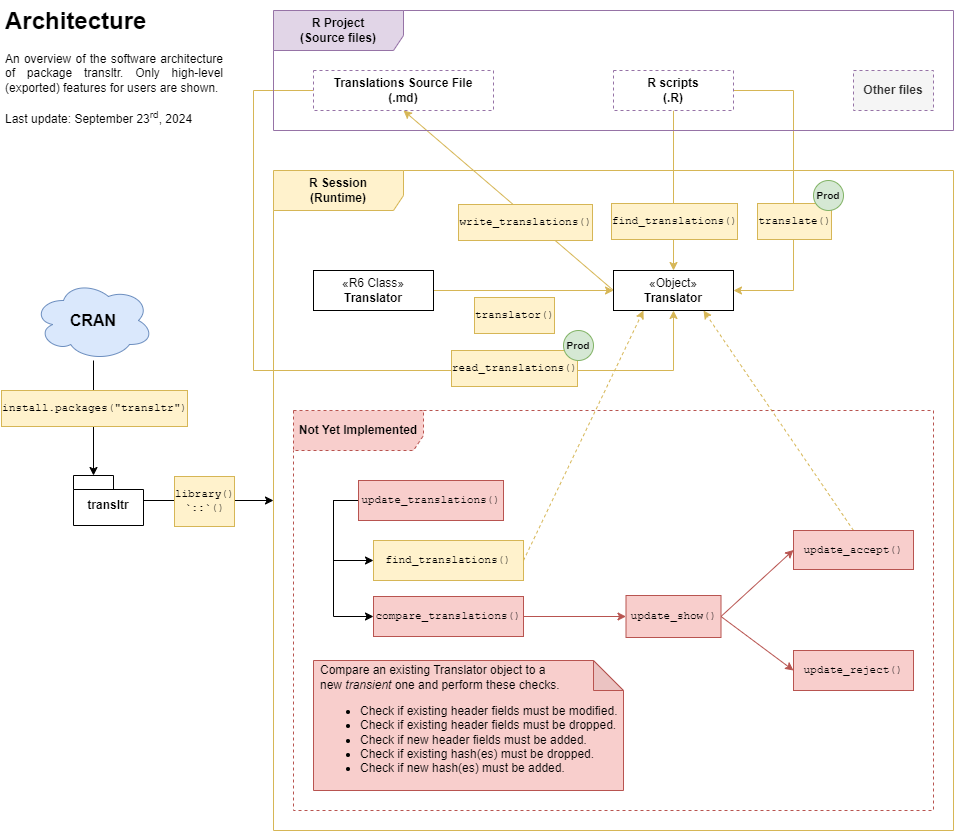 Architecture
An overview of the software architecture
of package transltr. Only high-level
(exported) features for users are shown.
Last update: September 23rd, 2024
R Project
(Source files)
Translations Source File
(.md)
R scripts
(.R)
Other files
R Session
(Runtime)
Prod
write_translations()
find_translations()
translate()
«R6 Class»
Translator
«Object»
Translator
translator()
Prod
read_translations()
CRAN
install.packages("transltr")
transltr
library()
`::`()
Not Yet Implemented
update_translations()
find_translations()
compare_translations()
update_show()
update_accept()
update_reject()
Compare an existing Translator object to a
new transient one and perform these checks.
• Check if existing header fields must be modified.
• Check if existing header fields must be dropped.
• Check if new header fields must be added.
• Check if existing hash(es) must be dropped.
• Check if new hash(es) must be added.